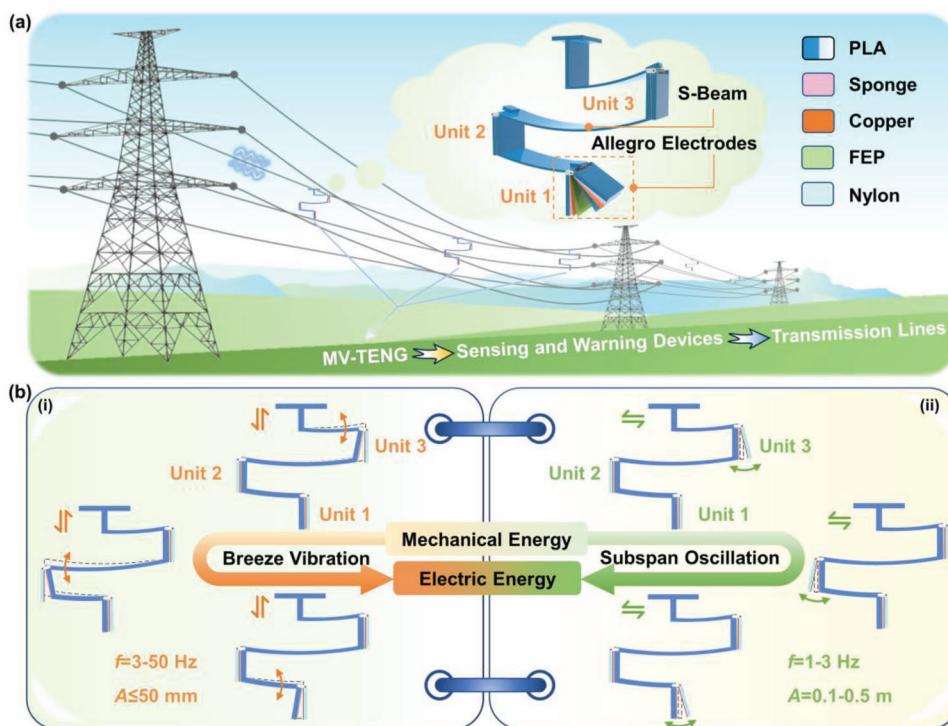 (a)
PLA
Sponge
Copper
FEP
Nylon
Unit 3
S-Beam
Unit 2
Allegro Electrodes
Unit 1
MV-TENG Sensing and Warning Devices Transmission Lines
(b)
(i)
(ii)
Unit 3
Unit 2
Unit 1
Unit 3
Unit 2
Unit 1
Mechanical Energy
Breeze Vibration
Subspan Oscillation
Electric Energy
f=3-50 Hz
A≤50 mm
f=1-3 Hz
A=0.1-0.5 m